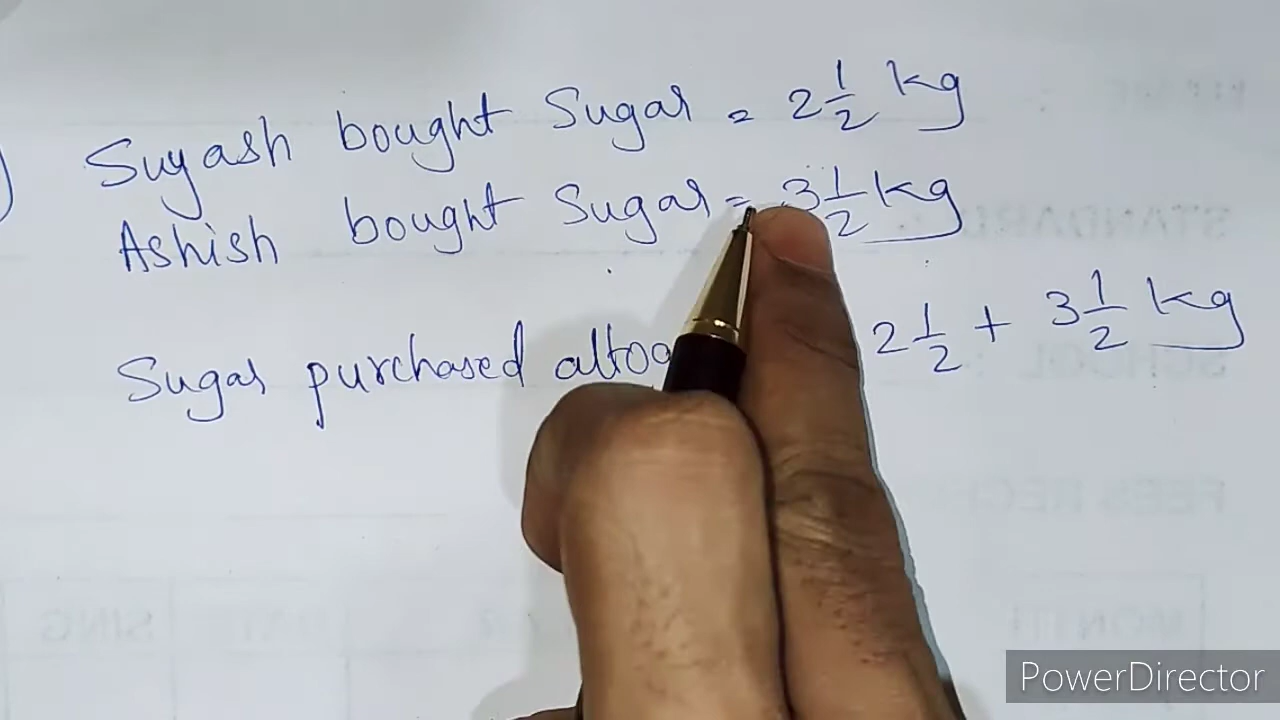 Suyash bought Sugar = 2 1/2 kg
Ashish bought Sugar = 3 1/2 kg
Sugar purchased 2 1/2 + 3 1/2 kg
PowerDirector